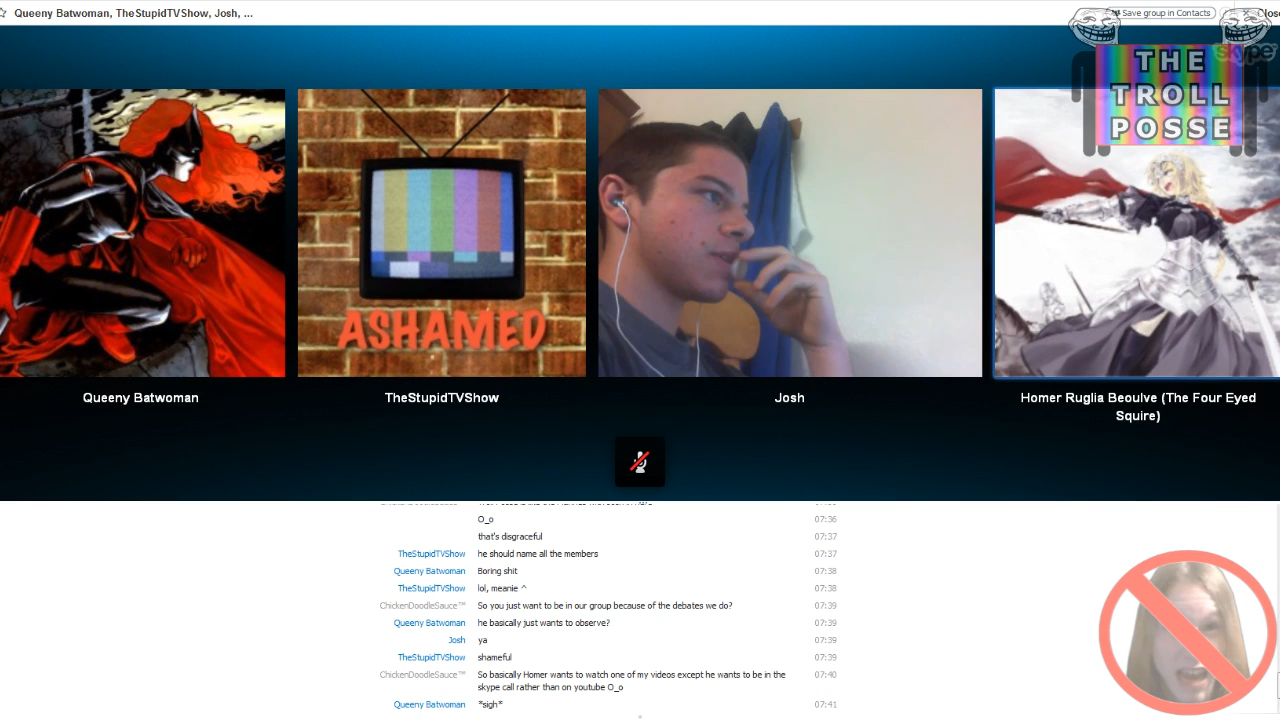 Queeny Batwoman, TheStupidTVShow, Josh, ...
Save group in Contacts
Close
skype
THE
TROLL
POSSE
ASHAMED
Queeny Batwoman
TheStupidTVShow
Josh
Homer Ruglia Beoulve (The Four Eyed
Squire)
O_o 07:36
that's disgraceful 07:37
TheStupidTVShow he should name all the members 07:37
Queeny Batwoman Boring shit 07:38
TheStupidTVShow lol, meanie ^ 07:38
ChickenDoodleSauce™ So you just want to be in our group because of the debates we do? 07:39
Queeny Batwoman he basically just wants to observe? 07:39
Josh ya 07:39
TheStupidTVShow shameful 07:39
ChickenDoodleSauce™ So basically Homer wants to watch one of my videos except he wants to be in the 07:40
skype call rather than on youtube O_o
Queeny Batwoman *sigh* 07:41